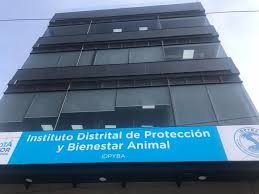 Instituto Distrital de Protección
y Bienestar Animal
IDPYBA